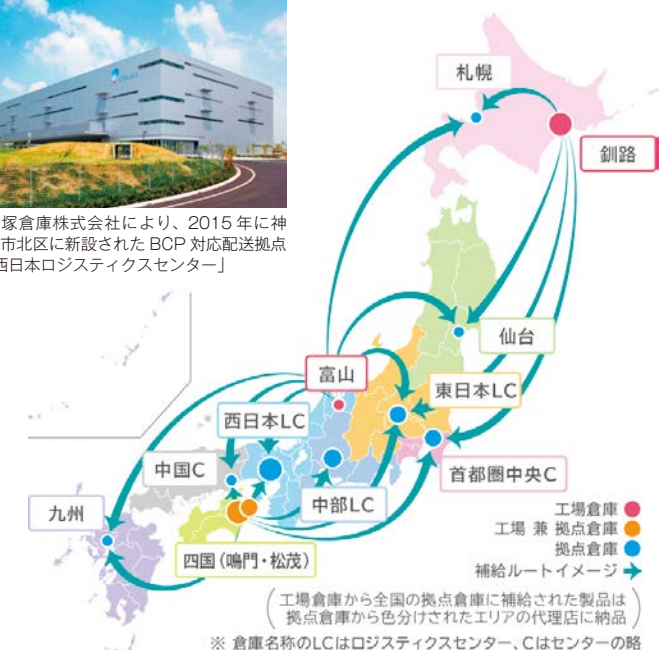 塚倉庫株式会社により、2015年に神
市北区に新設されたBCP対応配送拠点
西日本ロジスティクスセンター」
札幌
釧路
仙台
富山
東日本LC
西日本LC
中国C
首都圏中央C
中部LC
九州
四国(鳴門・松茂)
工場倉庫
工場 兼 拠点倉庫
拠点倉庫
補給ルートイメージ
工場倉庫から全国の拠点倉庫に補給された製品は
拠点倉庫から色分けされたエリアの代理店に納品
※ 倉庫名称のLCはロジスティクスセンター、Cはセンターの略